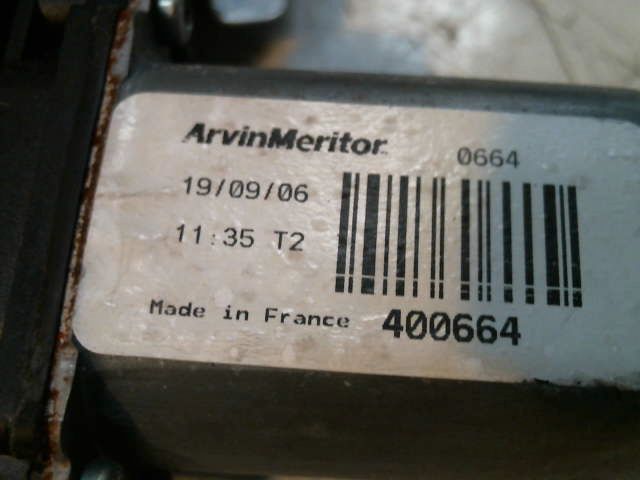 ArvinMeritor
0664
19/09/06
11:35 T2
Made in France
400664